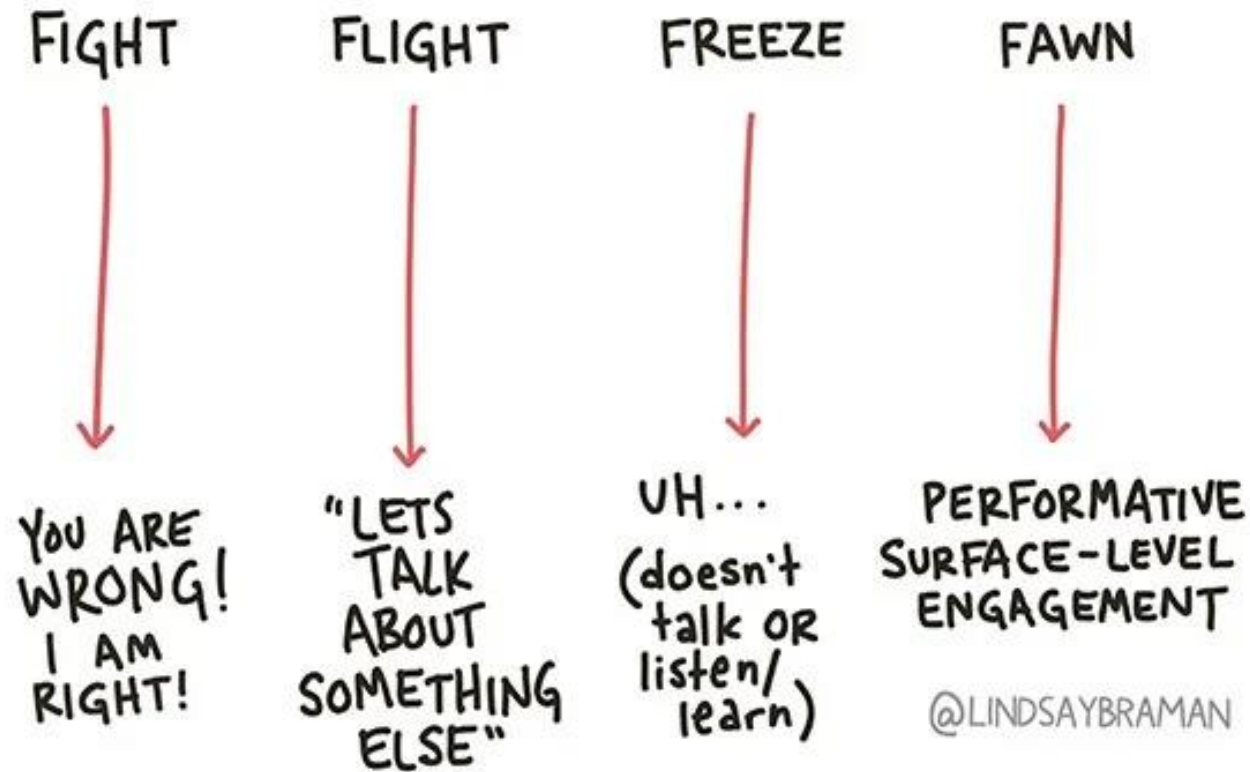 FIGHT
FLIGHT
FREEZE
FAWN
YOU ARE
WRONG!
I AM
RIGHT!
"LETS
TALK
ABOUT
SOMETHING
ELSE"
UH...
(doesn't
talk OR
listen/
learn)
PERFORMATIVE
SURFACE-LEVEL
ENGAGEMENT
@LINDSAYBRAMAN